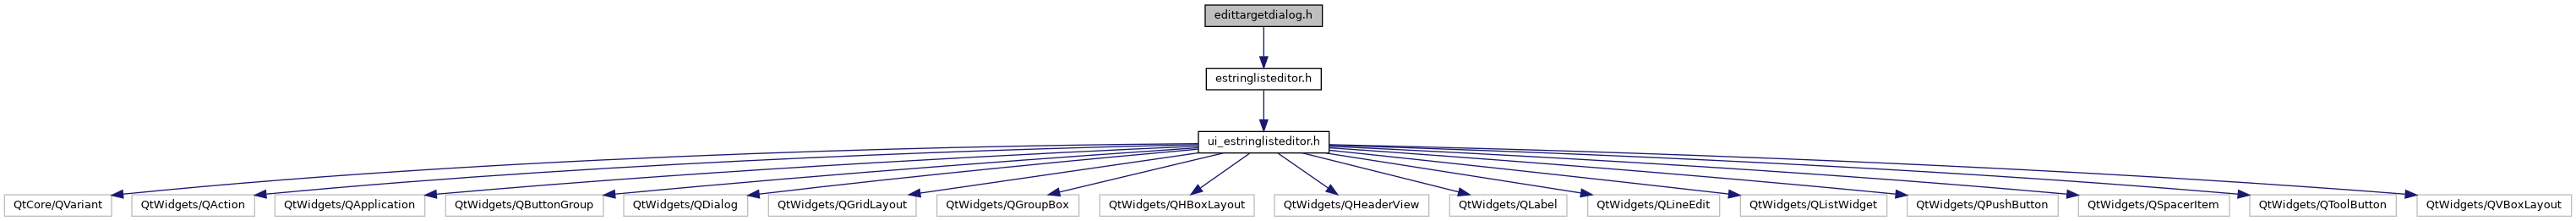 edittargetdialog.h
estringlisteditor.h
ui_estringlisteditor.h
QtCore/QVariant
QtWidgets/QAction
QtWidgets/QApplication
QtWidgets/QButtonGroup
QtWidgets/QDialog
QtWidgets/QGridLayout
QtWidgets/QGroupBox
QtWidgets/QHBoxLayout
QtWidgets/QHeaderView
QtWidgets/QLabel
QtWidgets/QLineEdit
QtWidgets/QListWidget
QtWidgets/QPushButton
QtWidgets/QSpacerItem
QtWidgets/QToolButton
QtWidgets/QVBoxLayout